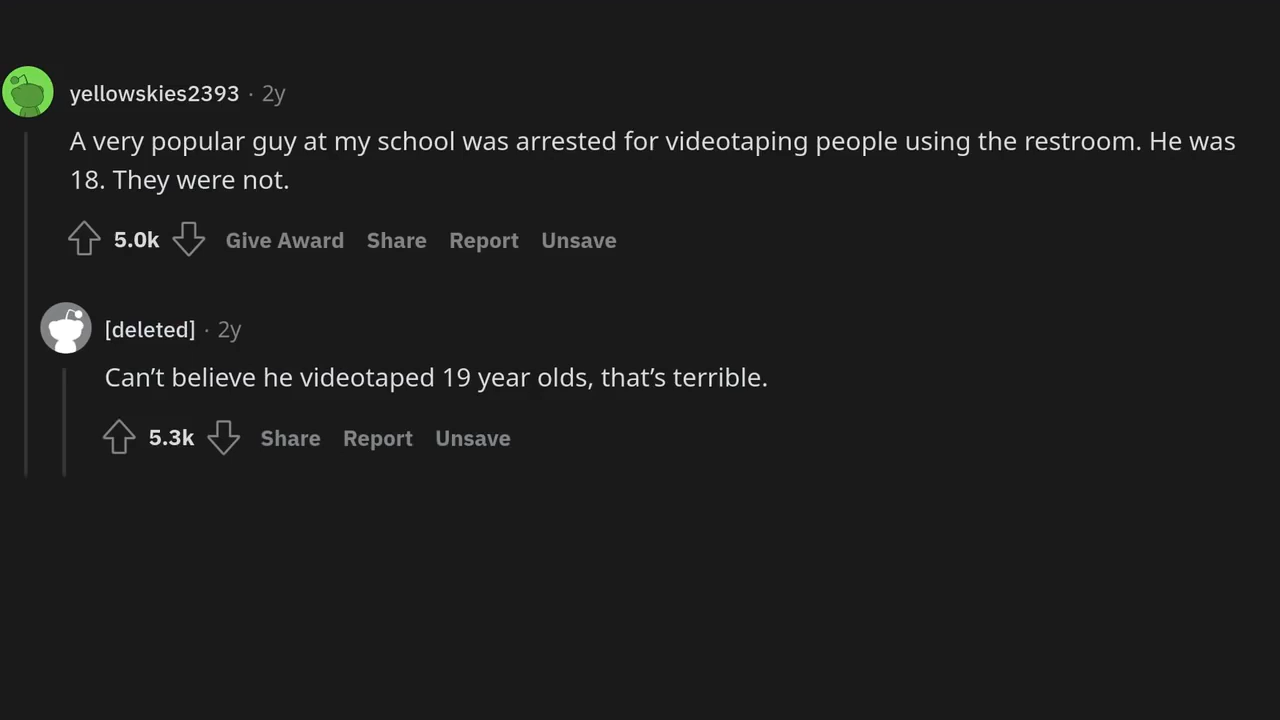 yellowskies2393 · 2y
A very popular guy at my school was arrested for videotaping people using the restroom. He was
18. They were not.
5.0k Give Award Share Report Unsave
[deleted] · 2y
Can’t believe he videotaped 19 year olds, that’s terrible.
5.3k Share Report Unsave